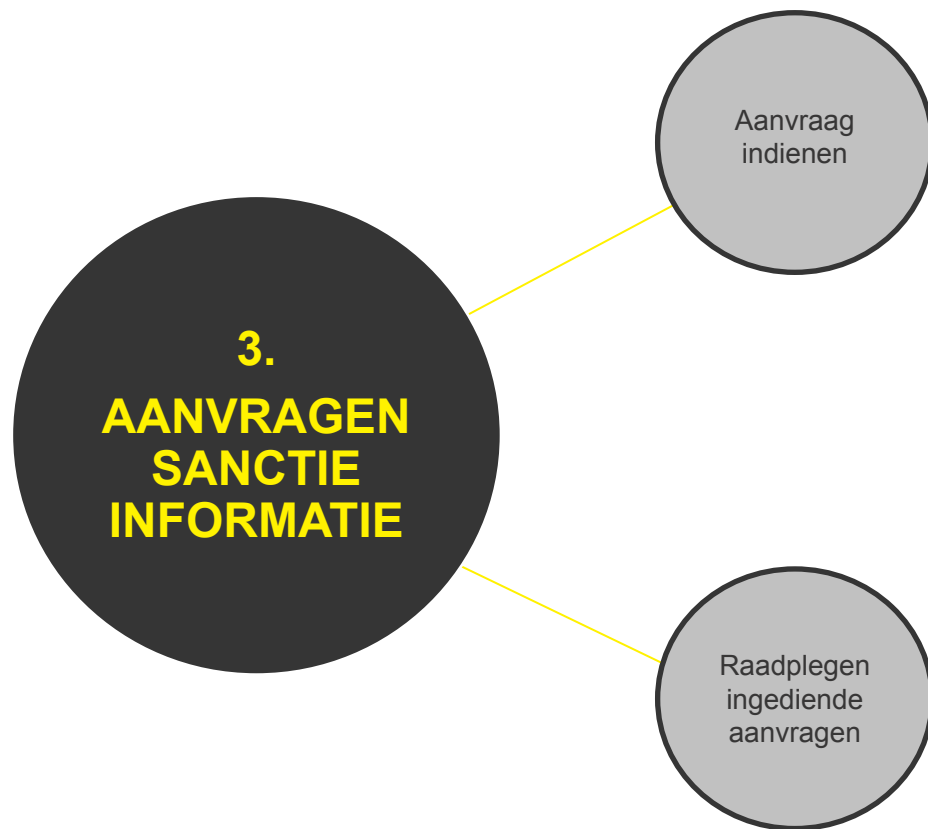 3.
AANVRAGEN
SANCTIE
INFORMATIE
Aanvraag
indienen
Raadplegen
ingediende
aanvragen